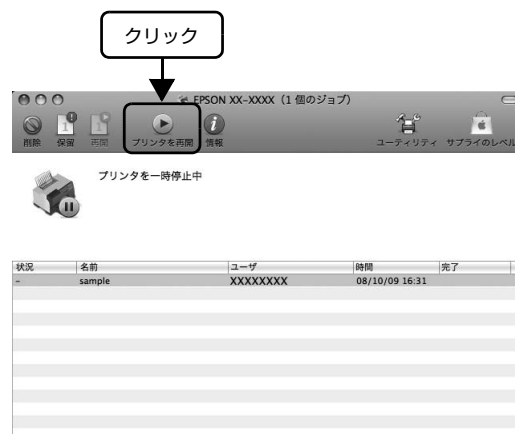 クリック
EPSON XX-XXXX（1 個のジョブ）
削除 保留 再開 プリンタを再開 情報 ユーティリティ サプライのレベル
プリンタを一時停止中
状況 名前 ユーザ 時間 完了
- sample XXXXXXXX 08/10/09 16:31